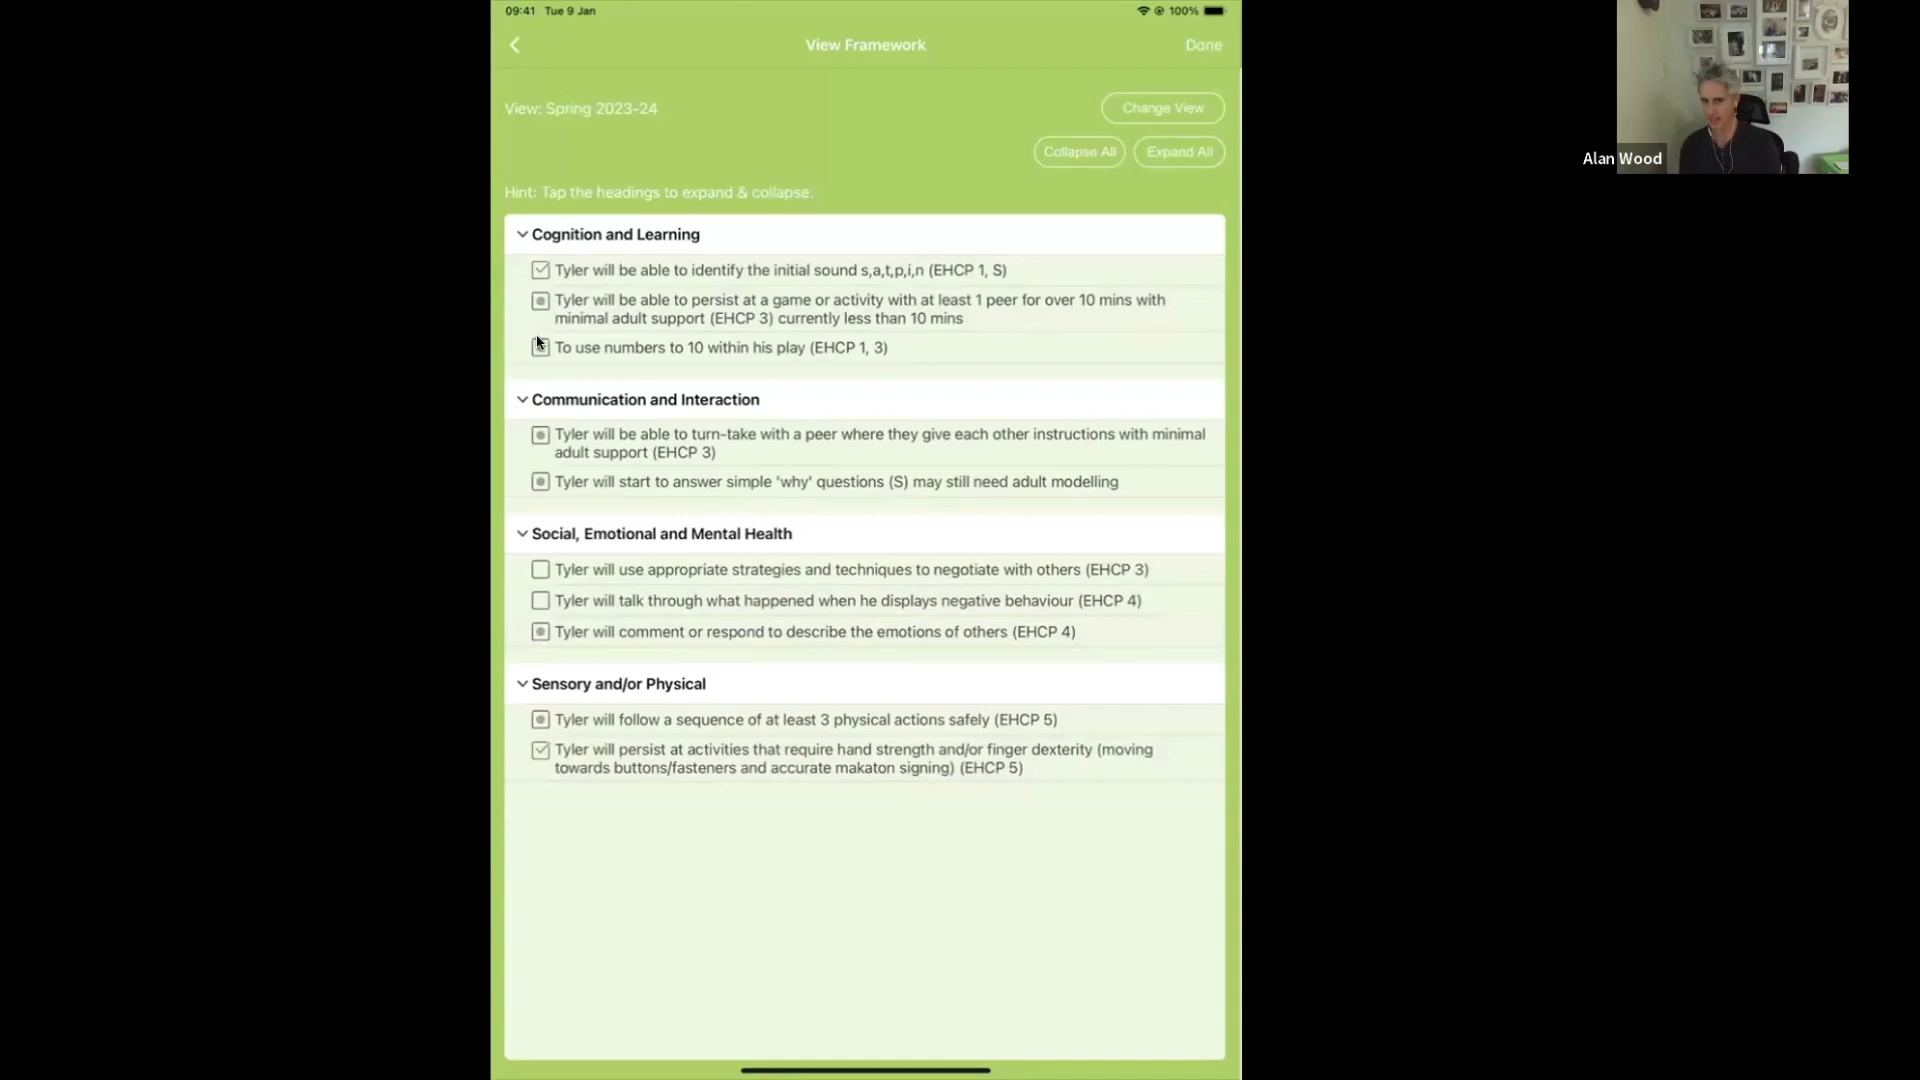 09:41 Tue 9 Jan
100%
View Framework
Done
View: Spring 2023-24
Change View
Collapse All
Expand All
Hint: Tap the headings to expand & collapse.
Cognition and Learning
Tyler will be able to identify the initial sound s,a,t,p,i,n (EHCP 1, S)
Tyler will be able to persist at a game or activity with at least 1 peer for over 10 mins with
minimal adult support (EHCP 3) currently less than 10 mins
To use numbers to 10 within his play (EHCP 1, 3)
Communication and Interaction
Tyler will be able to turn-take with a peer where they give each other instructions with minimal
adult support (EHCP 3)
Tyler will start to answer simple 'why' questions (S) may still need adult modelling
Social, Emotional and Mental Health
Tyler will use appropriate strategies and techniques to negotiate with others (EHCP 3)
Tyler will talk through what happened when he displays negative behaviour (EHCP 4)
Tyler will comment or respond to describe the emotions of others (EHCP 4)
Sensory and/or Physical
Tyler will follow a sequence of at least 3 physical actions safely (EHCP 5)
Tyler will persist at activities that require hand strength and/or finger dexterity (moving
towards buttons/fasteners and accurate makaton signing) (EHCP 5)
Alan Wood